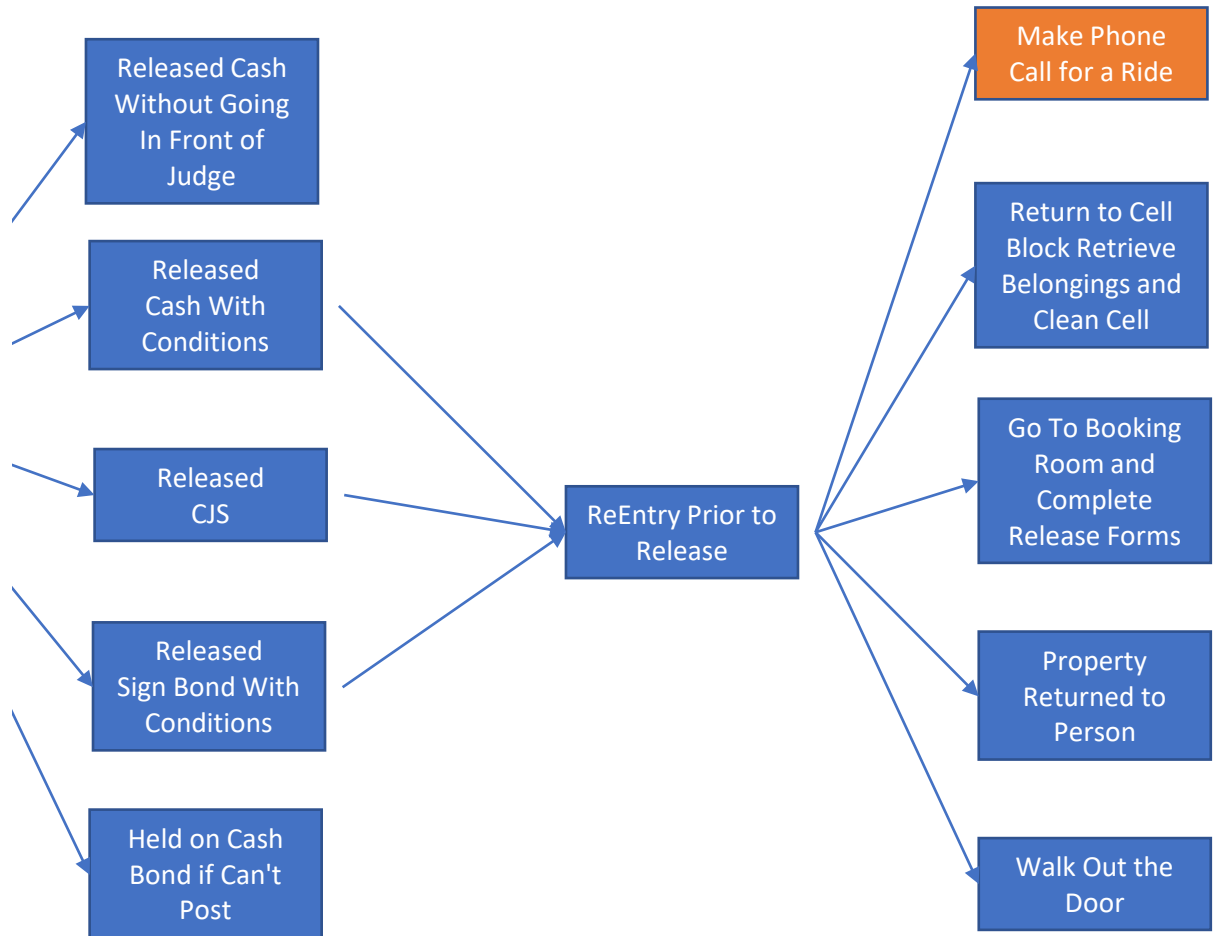 Released Cash
Without Going
In Front of
Judge
Released
Cash With
Conditions
Released
CJS
Released
Sign Bond With
Conditions
Held on Cash
Bond if Can't
Post
ReEntry Prior to
Release
Make Phone
Call for a Ride
Return to Cell
Block Retrieve
Belongings and
Clean Cell
Go To Booking
Room and
Complete
Release Forms
Property
Returned to
Person
Walk Out the
Door